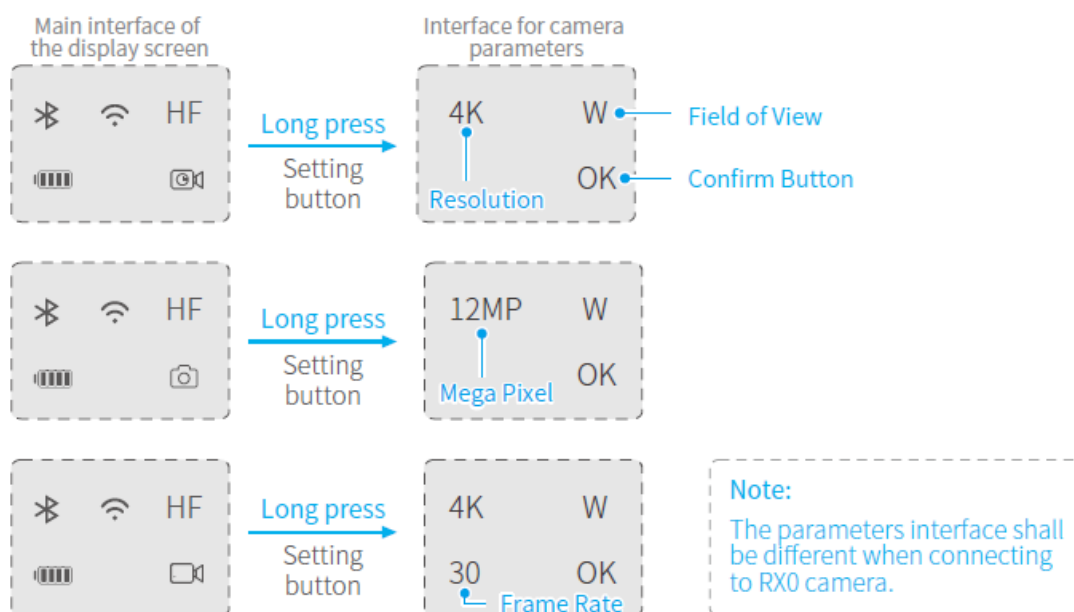 Main interface of
the display screen
Interface for camera
parameters
HF
Long press
Setting
button
4K
W
Field of View
OK
Confirm Button
Resolution
HF
Long press
Setting
button
12MP
W
OK
Mega Pixel
HF
Long press
Setting
button
4K
W
30
OK
Frame Rate
Note:
The parameters interface shall
be different when connecting
to RX0 camera.